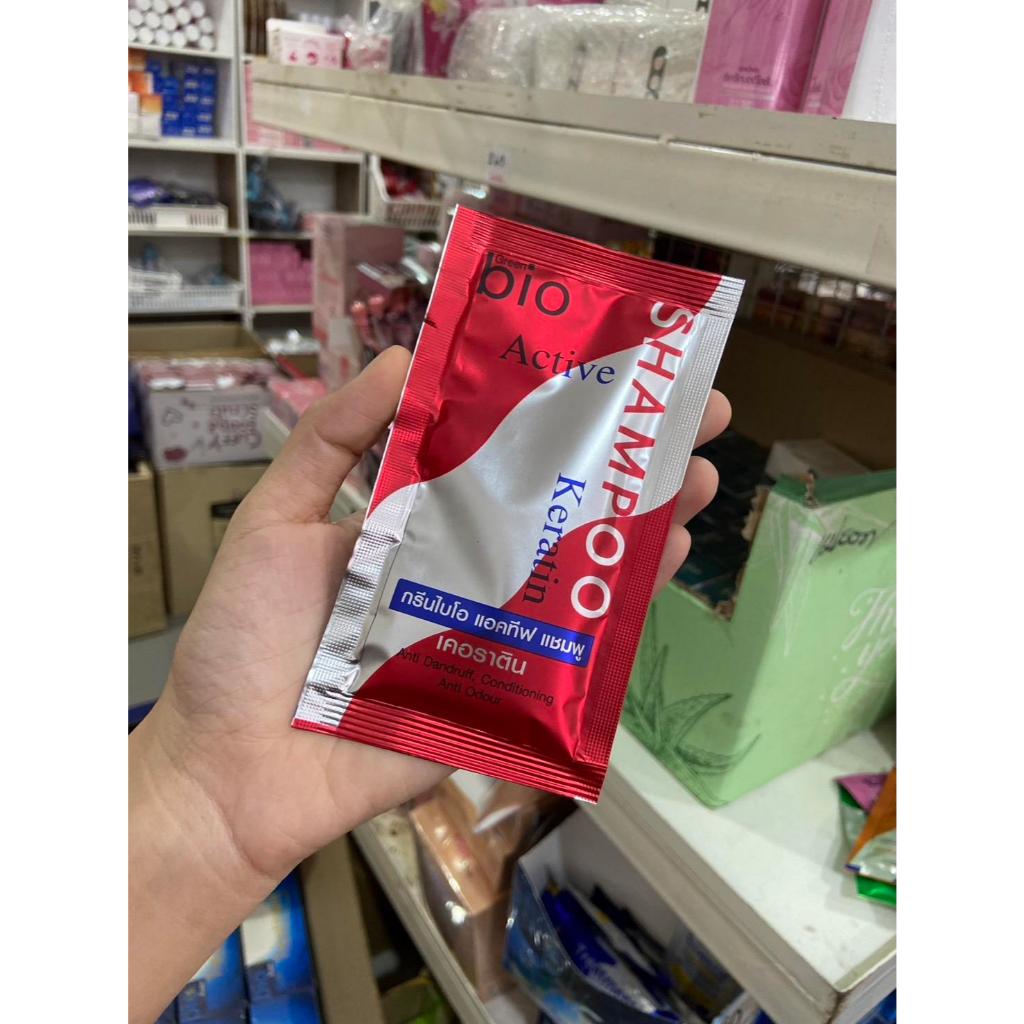 Green
bio
Active
SHAMPOO
Keratin
กรีนไบโอ แอคทีฟ แชมพู
เคอราติน
Anti Dandruff, Conditioning
Anti Odour